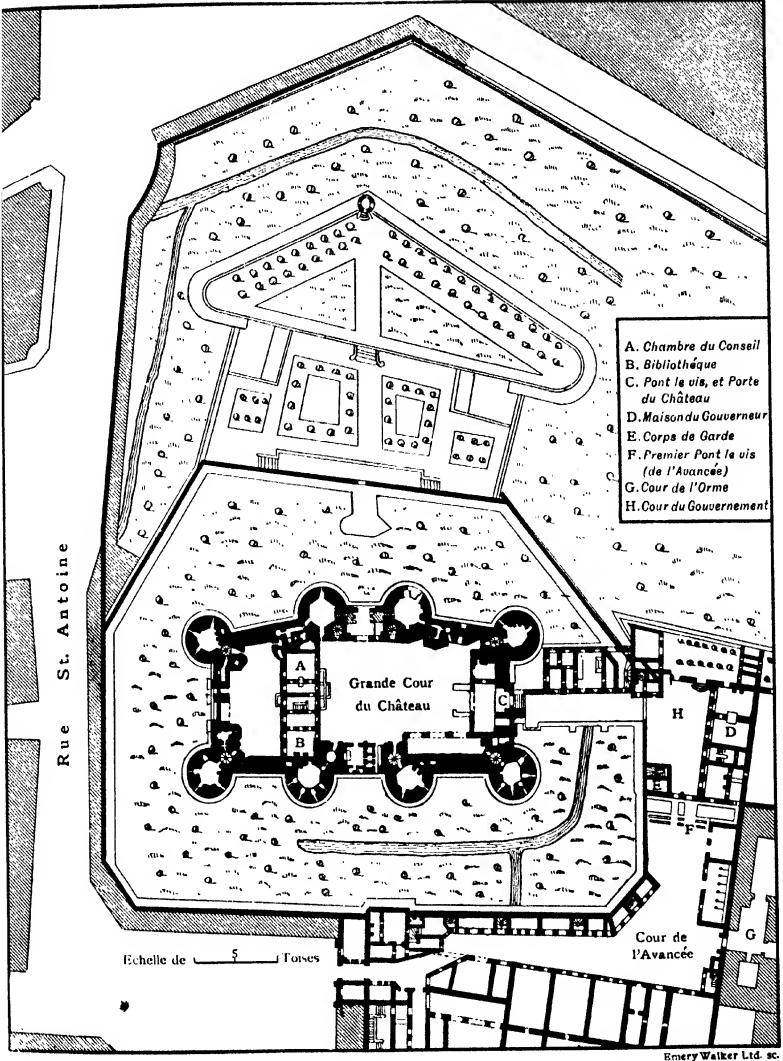 A. Chambre du Conseil
B. Bibliothéque
C. Pont le vis, et Porte
du Château
D. Maison du Gouverneur
E. Corps de Garde
F. Premier Pont le vis
(de l'Avancée)
G. Cour de l'Orme
H. Cour du Gouvernement
Rue St. Antoine
A
Grande Cour
du Château
C
B
H
D
E
F
G
Cour de
l'Avancée
Echelle de 5 Toises
Emery Walker Ltd. sc.